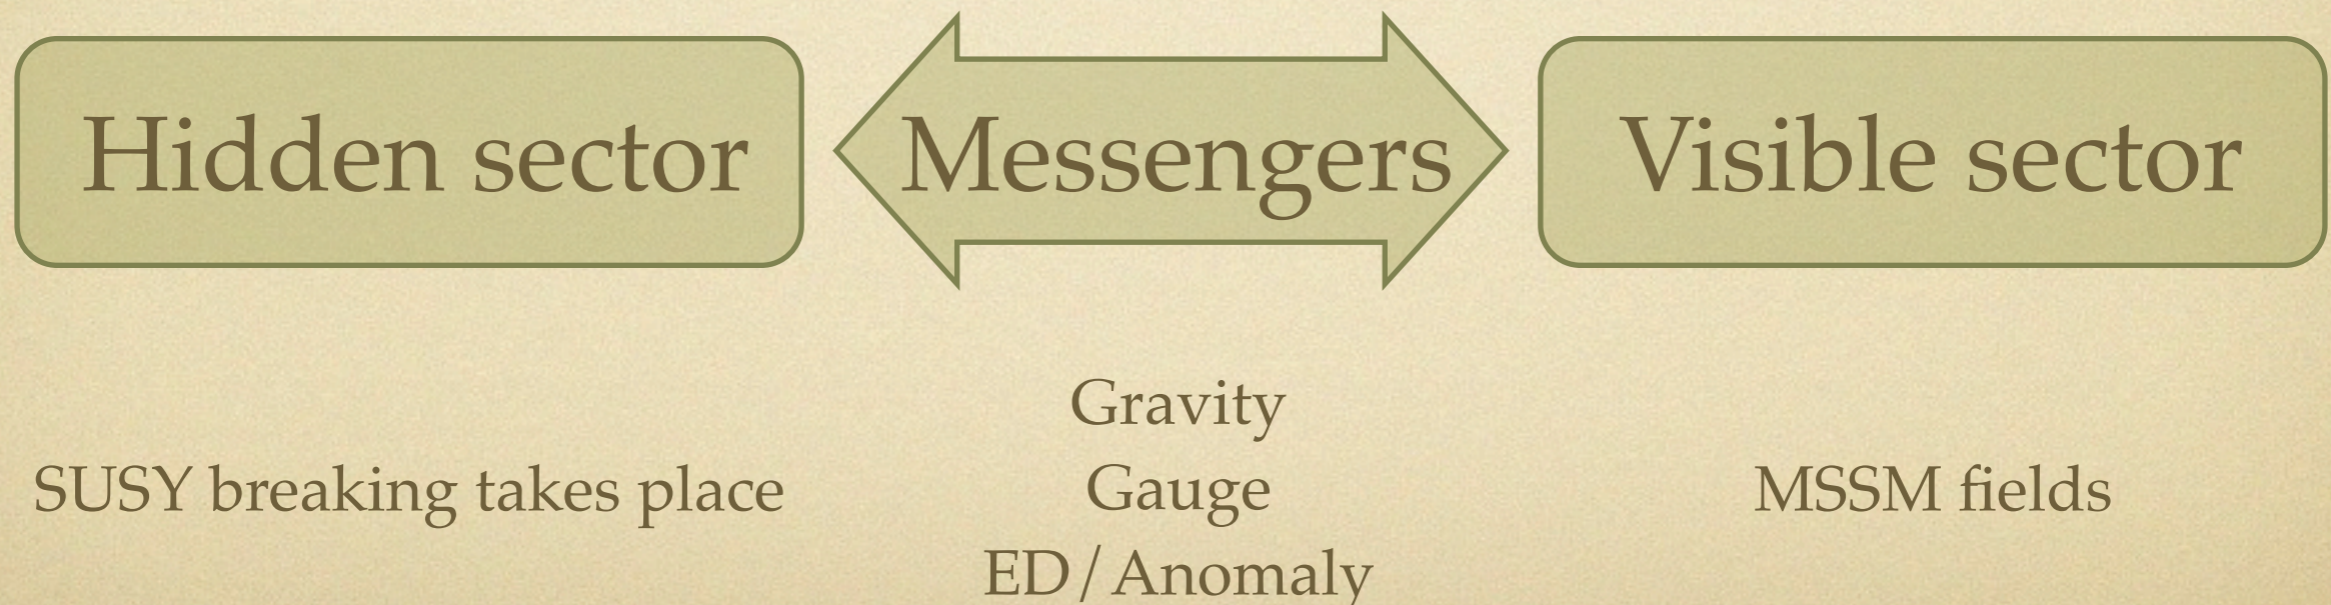 Hidden sector
Messengers
Visible sector
SUSY breaking takes place
Gravity
Gauge
ED/Anomaly
MSSM fields